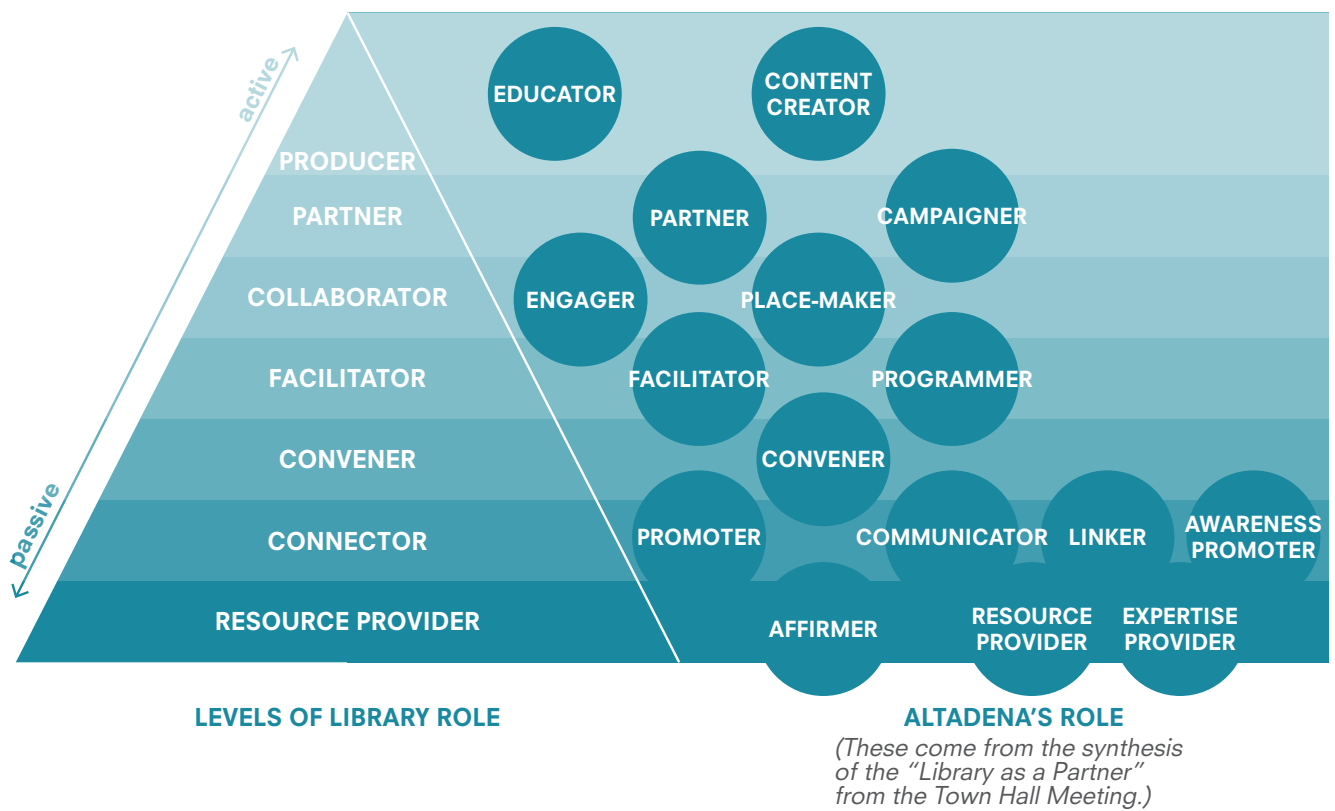 active
passive
PRODUCER
PARTNER
COLLABORATOR
FACILITATOR
CONVENER
CONNECTOR
RESOURCE PROVIDER
EDUCATOR
CONTENT
CREATOR
PARTNER
CAMPAIGNER
ENGAGER
PLACE-MAKER
FACILITATOR
PROGRAMMER
CONVENER
PROMOTER
COMMUNICATOR
LINKER
AWARENESS
PROMOTER
AFFIRMER
RESOURCE
PROVIDER
EXPERTISE
PROVIDER
LEVELS OF LIBRARY ROLE
ALTADENA'S ROLE
(These come from the synthesis
of the “Library as a Partner”
from the Town Hall Meeting.)